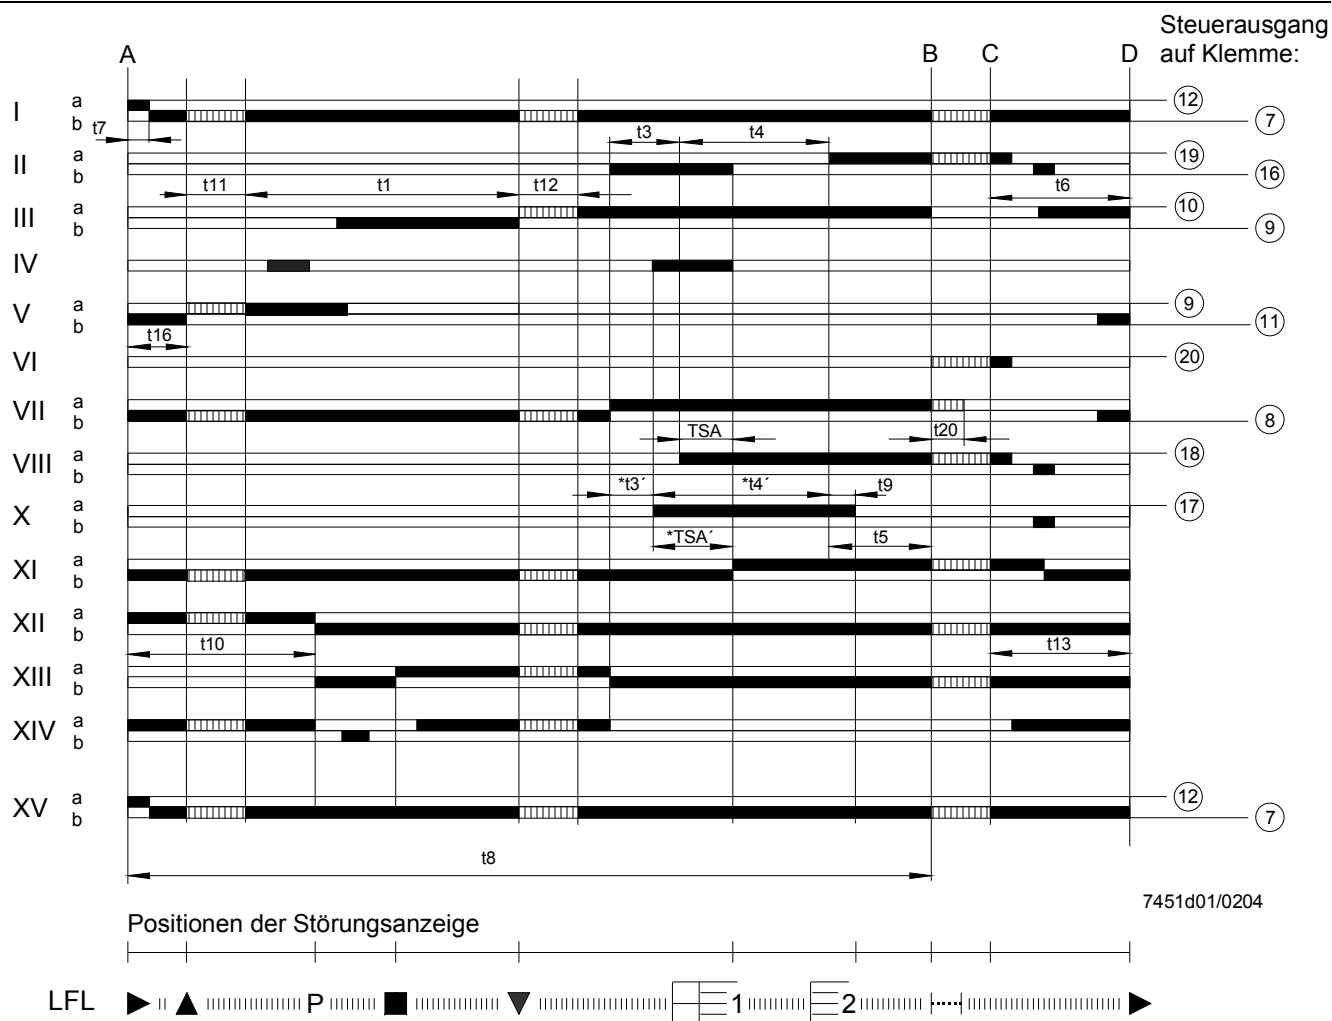 Steuerausgang
auf Klemme:
A B C D
I a b t7 12 7
II a b t3 t4 19 16
t11 t1 t12 t6
III a b 10 9
IV
V a b 9 11
t16
VI 20
VII a b 8
TSA t20
VIII a b 18
*t3´ *t4´ t9
X a b 17
*TSA´ t5
XI a b
XII a b
t10 t13
XIII a b
XIV a b
XV a b 12 7
t8
7451d01/0204
Positionen der Störungsanzeige
LFL P 1 2